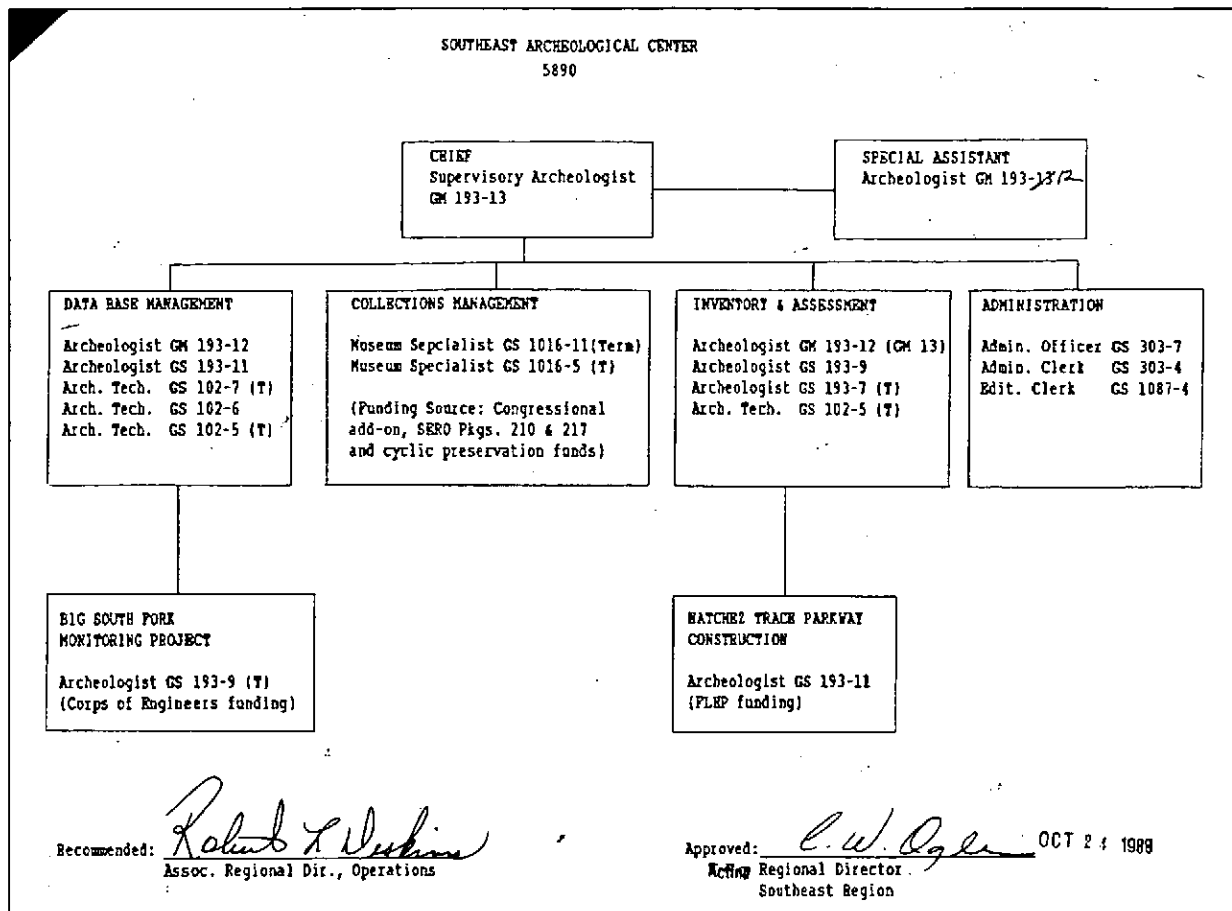 SOUTHEAST ARCHEOLOGICAL CENTER
5890
CHIEF
Supervisory Archeologist
GM 193-13
SPECIAL ASSISTANT
Archeologist GM 193-13 12
DATA BASE MANAGEMENT
Archeologist GM 193-12
Archeologist GS 193-11
Arch. Tech. GS 102-7 (T)
Arch. Tech. GS 102-6
Arch. Tech. GS 102-5 (T)
COLLECTIONS MANAGEMENT
Museum Sepcialist GS 1016-11(Term)
Museum Specialist GS 1016-5 (T)
(Funding Source: Congressional
add-on, SERO Pkgs. 210 & 217
and cyclic preservation funds)
INVENTORY & ASSESSMENT
Archeologist GM 193-12 (GM 13)
Archeologist GS 193-9
Archeologist GS 193-7 (T)
Arch. Tech. GS 102-5 (T)
ADMINISTRATION
Admin. Officer GS 303-7
Admin. Clerk GS 303-4
Edit. Clerk GS 1087-4
BIG SOUTH FORK
MONITORING PROJECT
Archeologist GS 193-9 (T)
(Corps of Engineers funding)
NATCHEZ TRACE PARKWAY
CONSTRUCTION
Archeologist GS 193-11
(FLHP funding)
Recommended: Robert L Deskins
Assoc. Regional Dir., Operations
Approved: C. W. Ogle OCT 24 1988
Acting Regional Director
Southeast Region